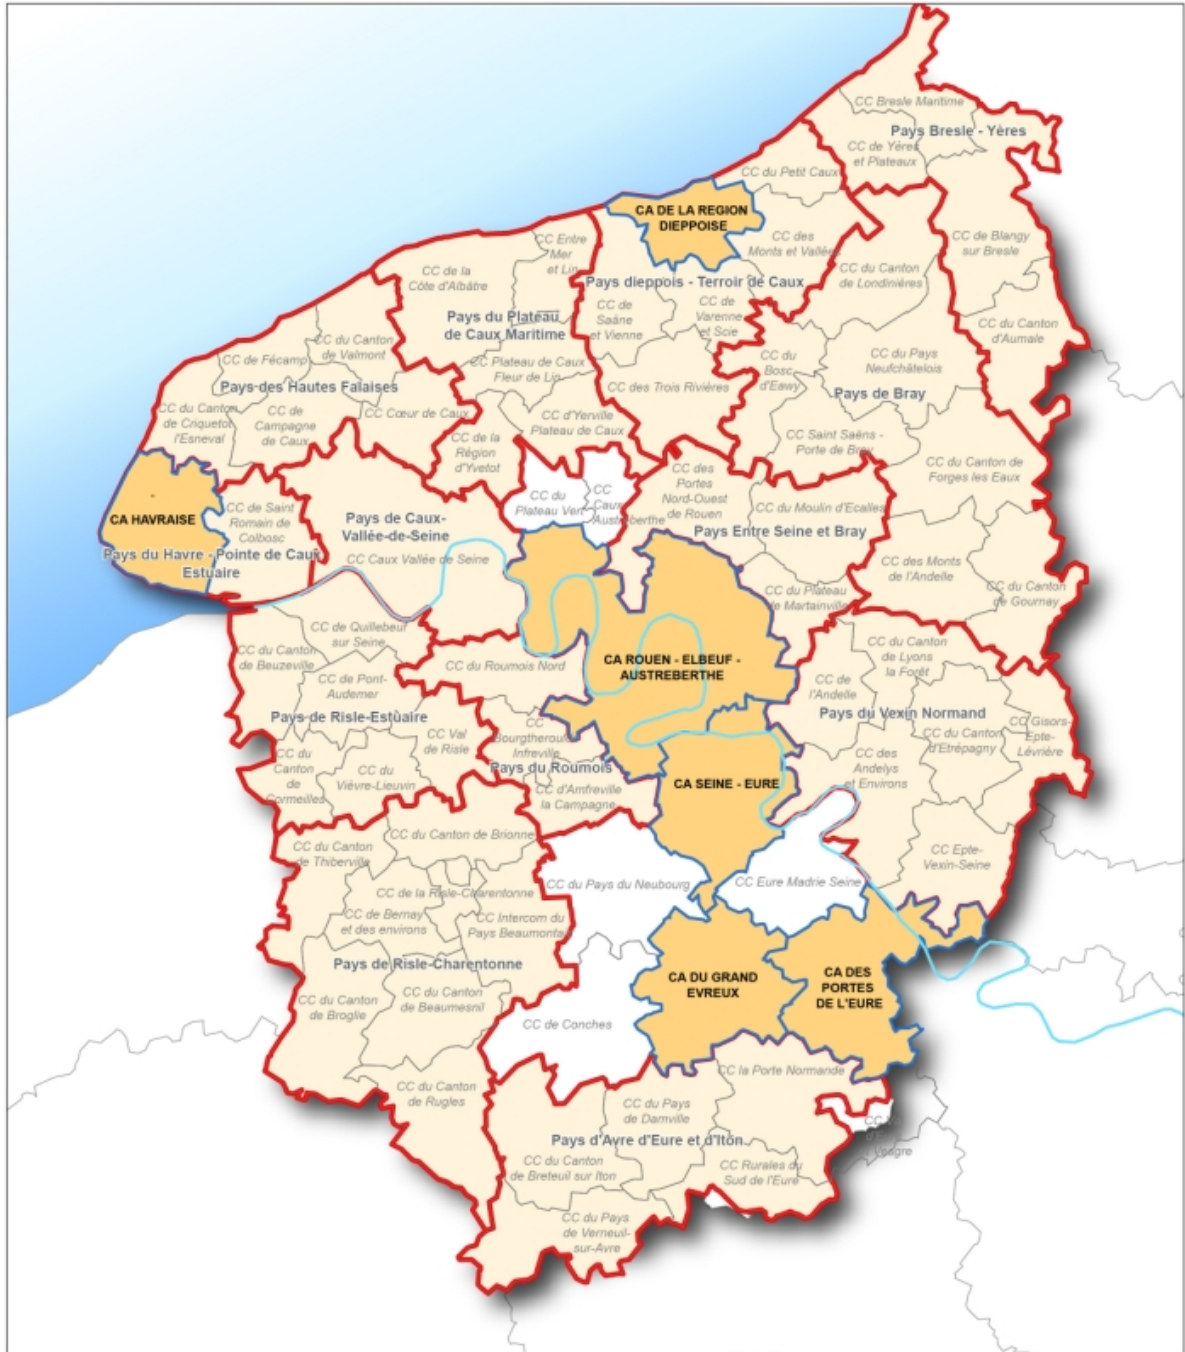 CC Bresle Maritime
Pays Bresle - Yères
CC de Yères
et Plateaux
CC du Petit Caux
CA DE LA REGION
DIEPPOISE
CC Entre
Mer
et Lin
CC des
Monts et Vallées
CC de Blangy
sur Bresle
CC de la
Côte d'Albâtre
CC du Canton
de Londinières
Pays dieppois - Terroir de Caux
CC de
Saâne
et Vienne
CC de
Varenne
et Scie
Pays du Plateau
de Caux Maritime
CC du Canton
d'Aumale
CC de Fécamp
CC du Canton
de Valmont
CC Plateau de Caux
Fleur de Lin
CC du
Bosc
d'Eawy
CC du Pays
Neufchâtelois
Pays des Hautes Falaises
CC des Trois Rivières
Pays de Bray
CC du Canton
de Criquetot
l'Esneval
CC de
Campagne
de Caux
CC Cœur de Caux
CC d'Yerville
Plateau de Caux
CC de la
Région
d'Yvetot
CC Saint Saëns -
Porte de Bray
CC du Canton de
Forges les Eaux
CC des
Portes
Nord-Ouest
de Rouen
CC du
Plateau Vert
CC
Caux
Austreberthe
CC du Moulin d'Ecalles
CA HAVRAISE
CC de Saint
Romain de
Colbosc
Pays de Caux-
Vallée-de-Seine
Pays Entre Seine et Bray
Pays du Havre - Pointe de Caux
Estuaire
CC Caux Vallée de Seine
CC des Monts
de l'Andelle
CC du Canton
de Gournay
CC du Plateau
de Martainville
CC de Quillebeuf
sur Seine
CC du Canton
de Beuzeville
CC du Roumois Nord
CA ROUEN - ELBEUF -
AUSTREBERTHE
CC du Canton
de Lyons
la Forêt
CC de Pont-
Audemer
CC de
l'Andelle
Pays de Risle-Estuaire
Pays du Vexin Normand
CC Val
de Risle
CC
Bourgtheroulde
Infreville
CC du Canton
d'Etrépagny
CC Gisors-
Epte-
Lévrière
CC du
Canton
de
Cormeilles
CC du
Vièvre-Lieuvin
Pays du Roumois
CC d'Amfreville
la Campagne
CA SEINE - EURE
CC des
Andelys
et Environs
CC du Canton
de Thiberville
CC du Canton de Brionne
CC Epte-
Vexin-Seine
CC de la Risle-Charentonne
CC du Pays du Neubourg
CC Eure Madrie Seine
CC de Bernay
et des environs
CC Intercom du
Pays Beaumontais
Pays de Risle-Charentonne
CA DU GRAND
EVREUX
CA DES
PORTES
DE L'EURE
CC du Canton
de Broglie
CC du Canton
de Beaumesnil
CC de Conches
CC la Porte Normande
CC du Canton
de Rugles
CC du Pays
de Damville
Vesgre
Pays d'Avre d'Eure et d'Iton
CC du Canton
de Breteuil sur Iton
CC Rurales du
Sud de l'Eure
CC du Pays
de Verneuil-
sur-Avre